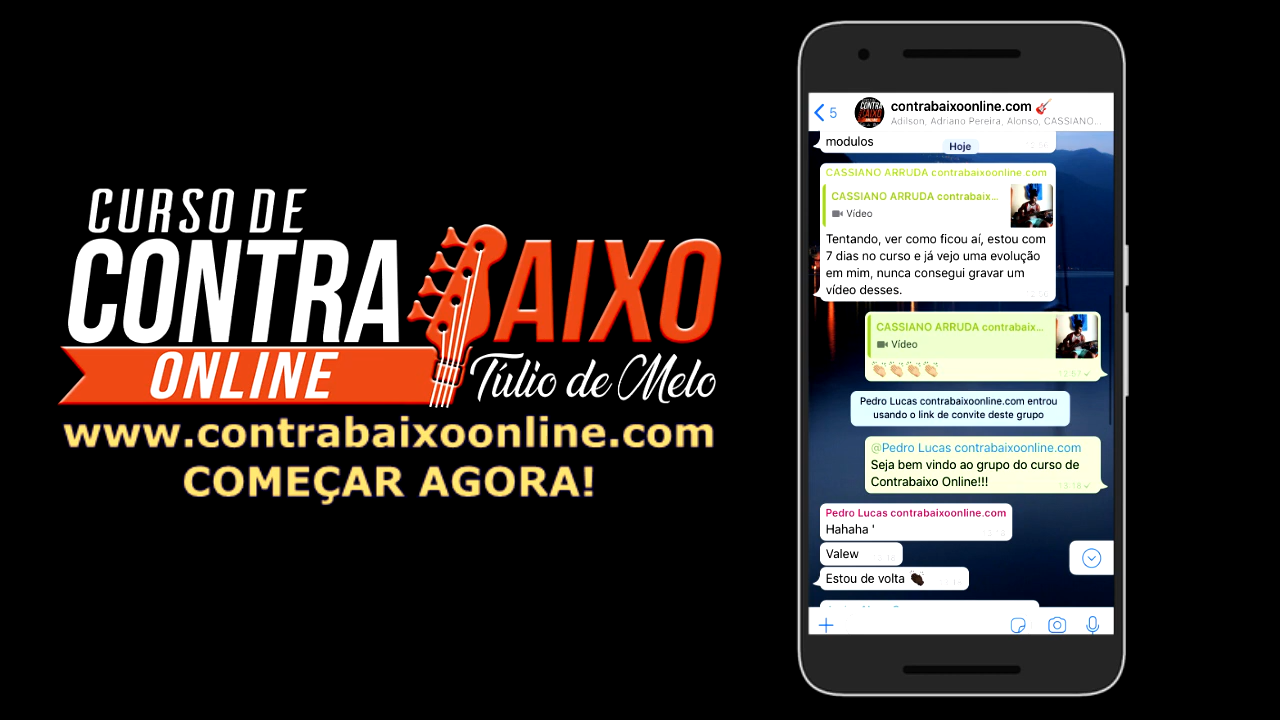 CURSO DE
CONTRABAIXO
ONLINE
Túlio de Melo
www.contrabaixoonline.com
COMEÇAR AGORA!
5
contrabaixoonline.com
Adilson, Adriano Pereira, Alonso, CASSIANO...
modulos
Hoje
CASSIANO ARRUDA contrabaixoonline.com
CASSIANO ARRUDA contrabaix...
Vídeo
Tentando, ver como ficou aí, estou com
7 dias no curso e já vejo uma evolução
em mim, nunca consegui gravar um
vídeo desses.
CASSIANO ARRUDA contrabaix...
Vídeo
Pedro Lucas contrabaixoonline.com entrou
usando o link de convite deste grupo
@Pedro Lucas contrabaixoonline.com
Seja bem vindo ao grupo do curso de
Contrabaixo Online!!!
Pedro Lucas contrabaixoonline.com
Hahaha '
Valew
Estou de volta